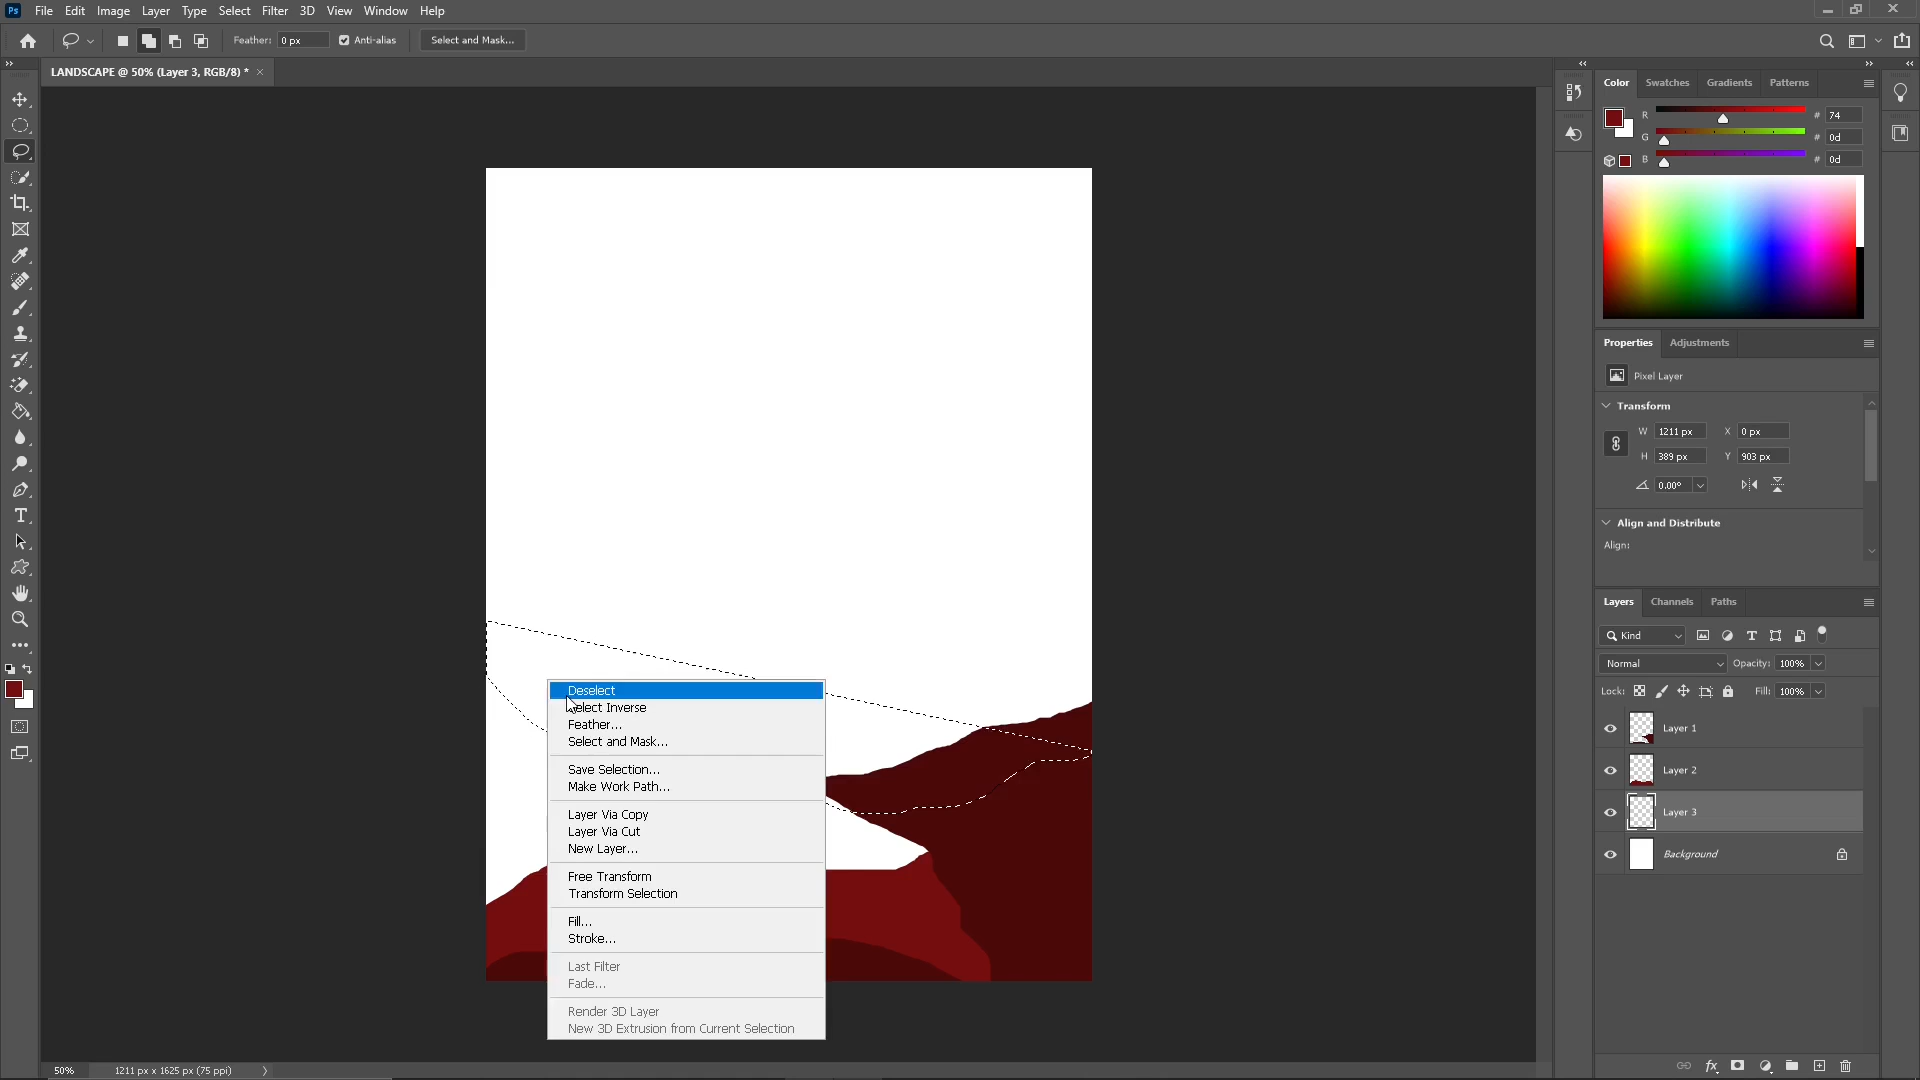 Ps File Edit Image Layer Type Select Filter 3D View Window Help
Feather: 0 px Anti-alias Select and Mask...
LANDSCAPE @ 50% (Layer 3, RGB/8) * ×
Color Swatches Gradients Patterns
R # 74
G # 0d
B # 0d
Properties Adjustments
Pixel Layer
Transform
W 1211 px X 0 px
H 389 px Y 903 px
0.00°
Align and Distribute
Align:
Layers Channels Paths
Kind
Normal Opacity: 100%
Lock: Fill: 100%
Layer 1
Layer 2
Layer 3
Background
Deselect
Select Inverse
Feather...
Select and Mask...
Save Selection...
Make Work Path...
Layer Via Copy
Layer Via Cut
New Layer...
Free Transform
Transform Selection
Fill...
Stroke...
Last Filter
Fade...
Render 3D Layer
New 3D Extrusion from Current Selection
50% 1211 px x 1625 px (75 ppi)